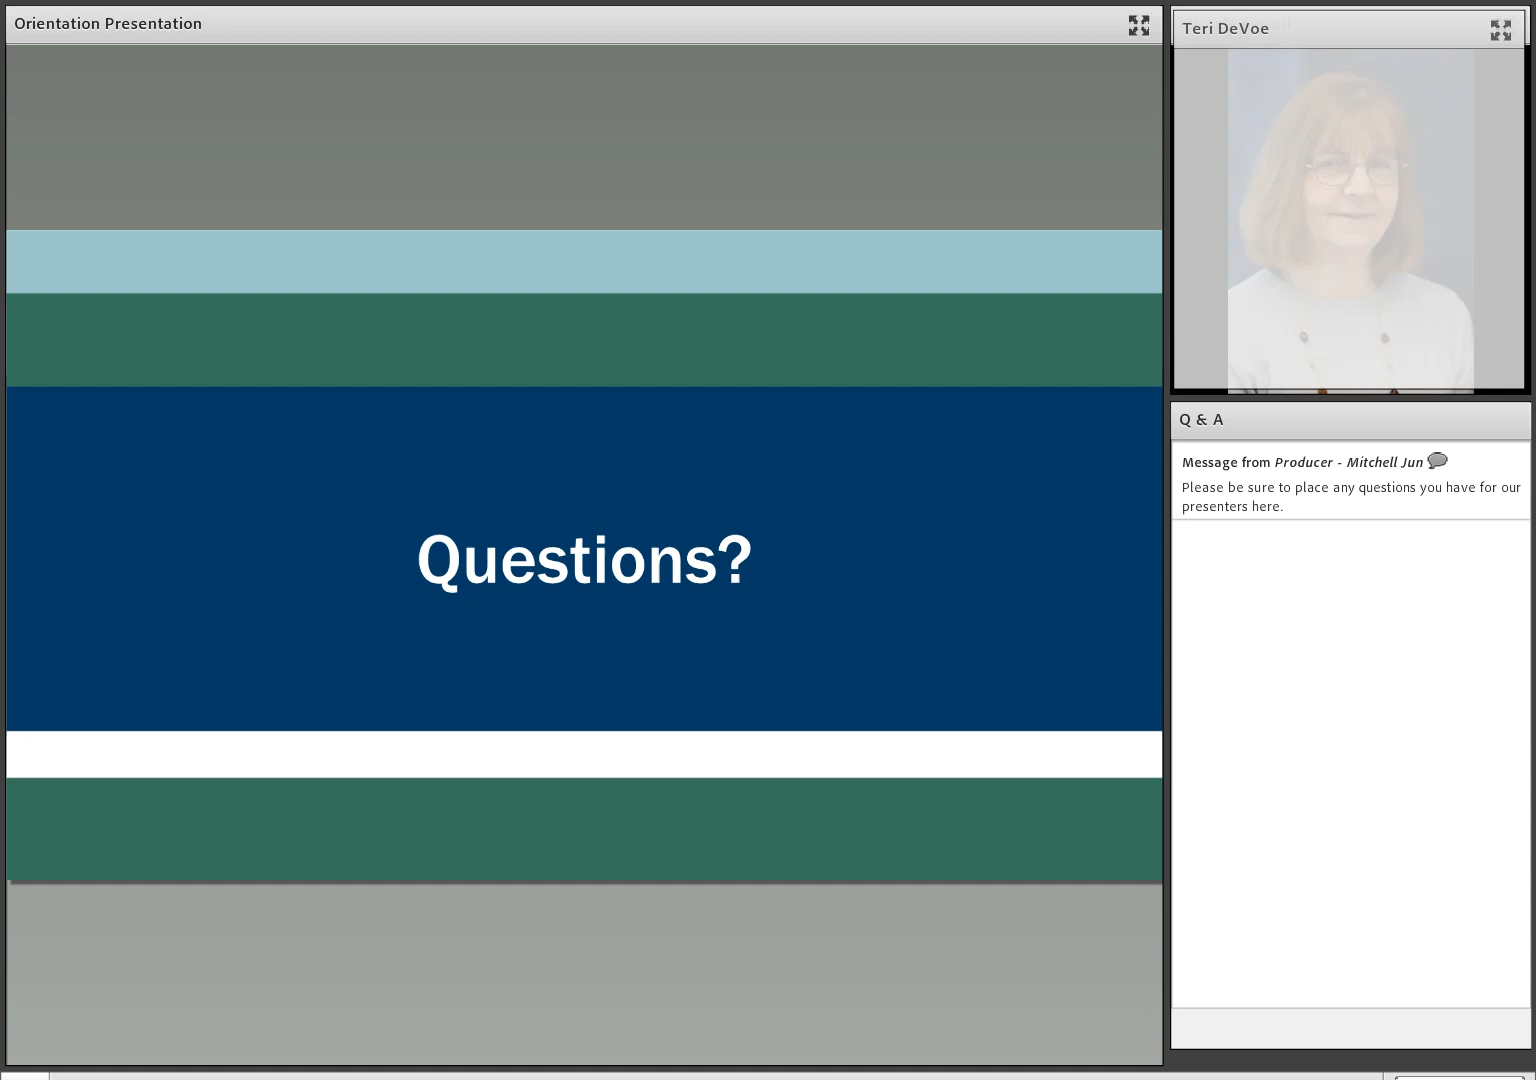 Orientation Presentation
Teri DeVoe
Questions?
Q & A
Message from Producer - Mitchell Jun
Please be sure to place any questions you have for our
presenters here.